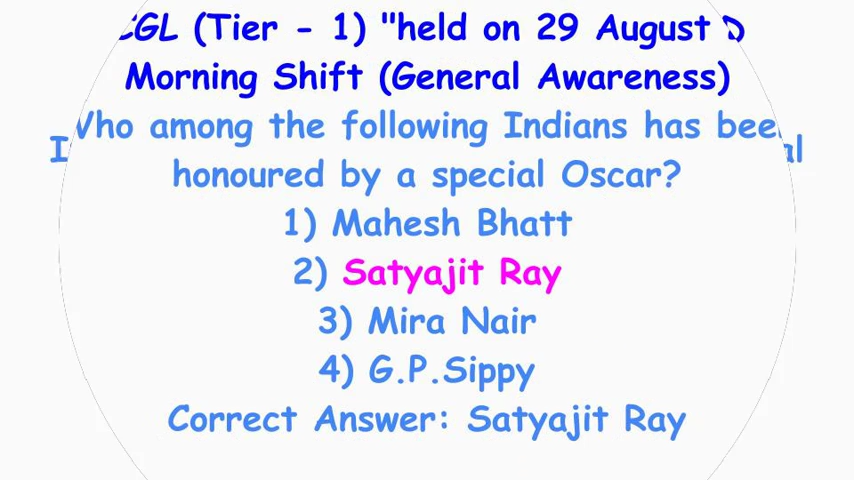 CGL (Tier - 1) "held on 29 August
Morning Shift (General Awareness)
Who among the following Indians has been
honoured by a special Oscar?
1) Mahesh Bhatt
2) Satyajit Ray
3) Mira Nair
4) G.P.Sippy
Correct Answer: Satyajit Ray